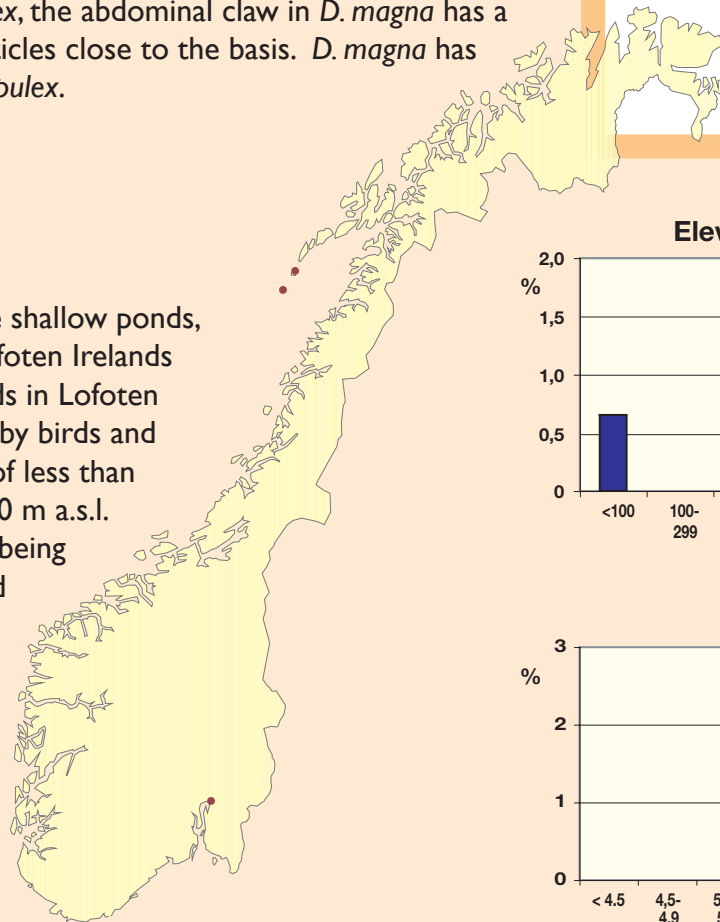 ex, the abdominal claw in D. magna has a
ticles close to the basis. D. magna has
pulex.
e shallow ponds,
foten Irelands
ds in Lofoten
by birds and
of less than
0 m a.s.l.
being
d
Elev
%
2,0
1,5
1,0
0,5
0
<100
100-
299
%
3
2
1
0
< 4.5
4,5-
4,9
5